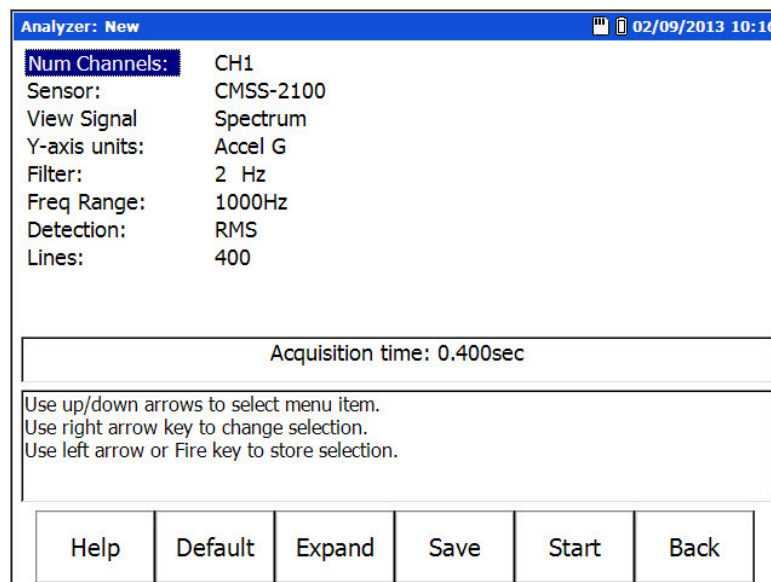 Analyzer: New 02/09/2013 10:16
Num Channels: CH1
Sensor: CMSS-2100
View Signal Spectrum
Y-axis units: Accel G
Filter: 2 Hz
Freq Range: 1000Hz
Detection: RMS
Lines: 400
Acquisition time: 0.400sec
Use up/down arrows to select menu item.
Use right arrow key to change selection.
Use left arrow or Fire key to store selection.
Help Default Expand Save Start Back